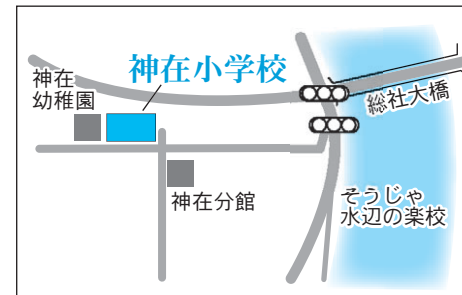 神在小学校
神在
幼稚園
総社大橋
神在分館
そうじゃ
水辺の楽校